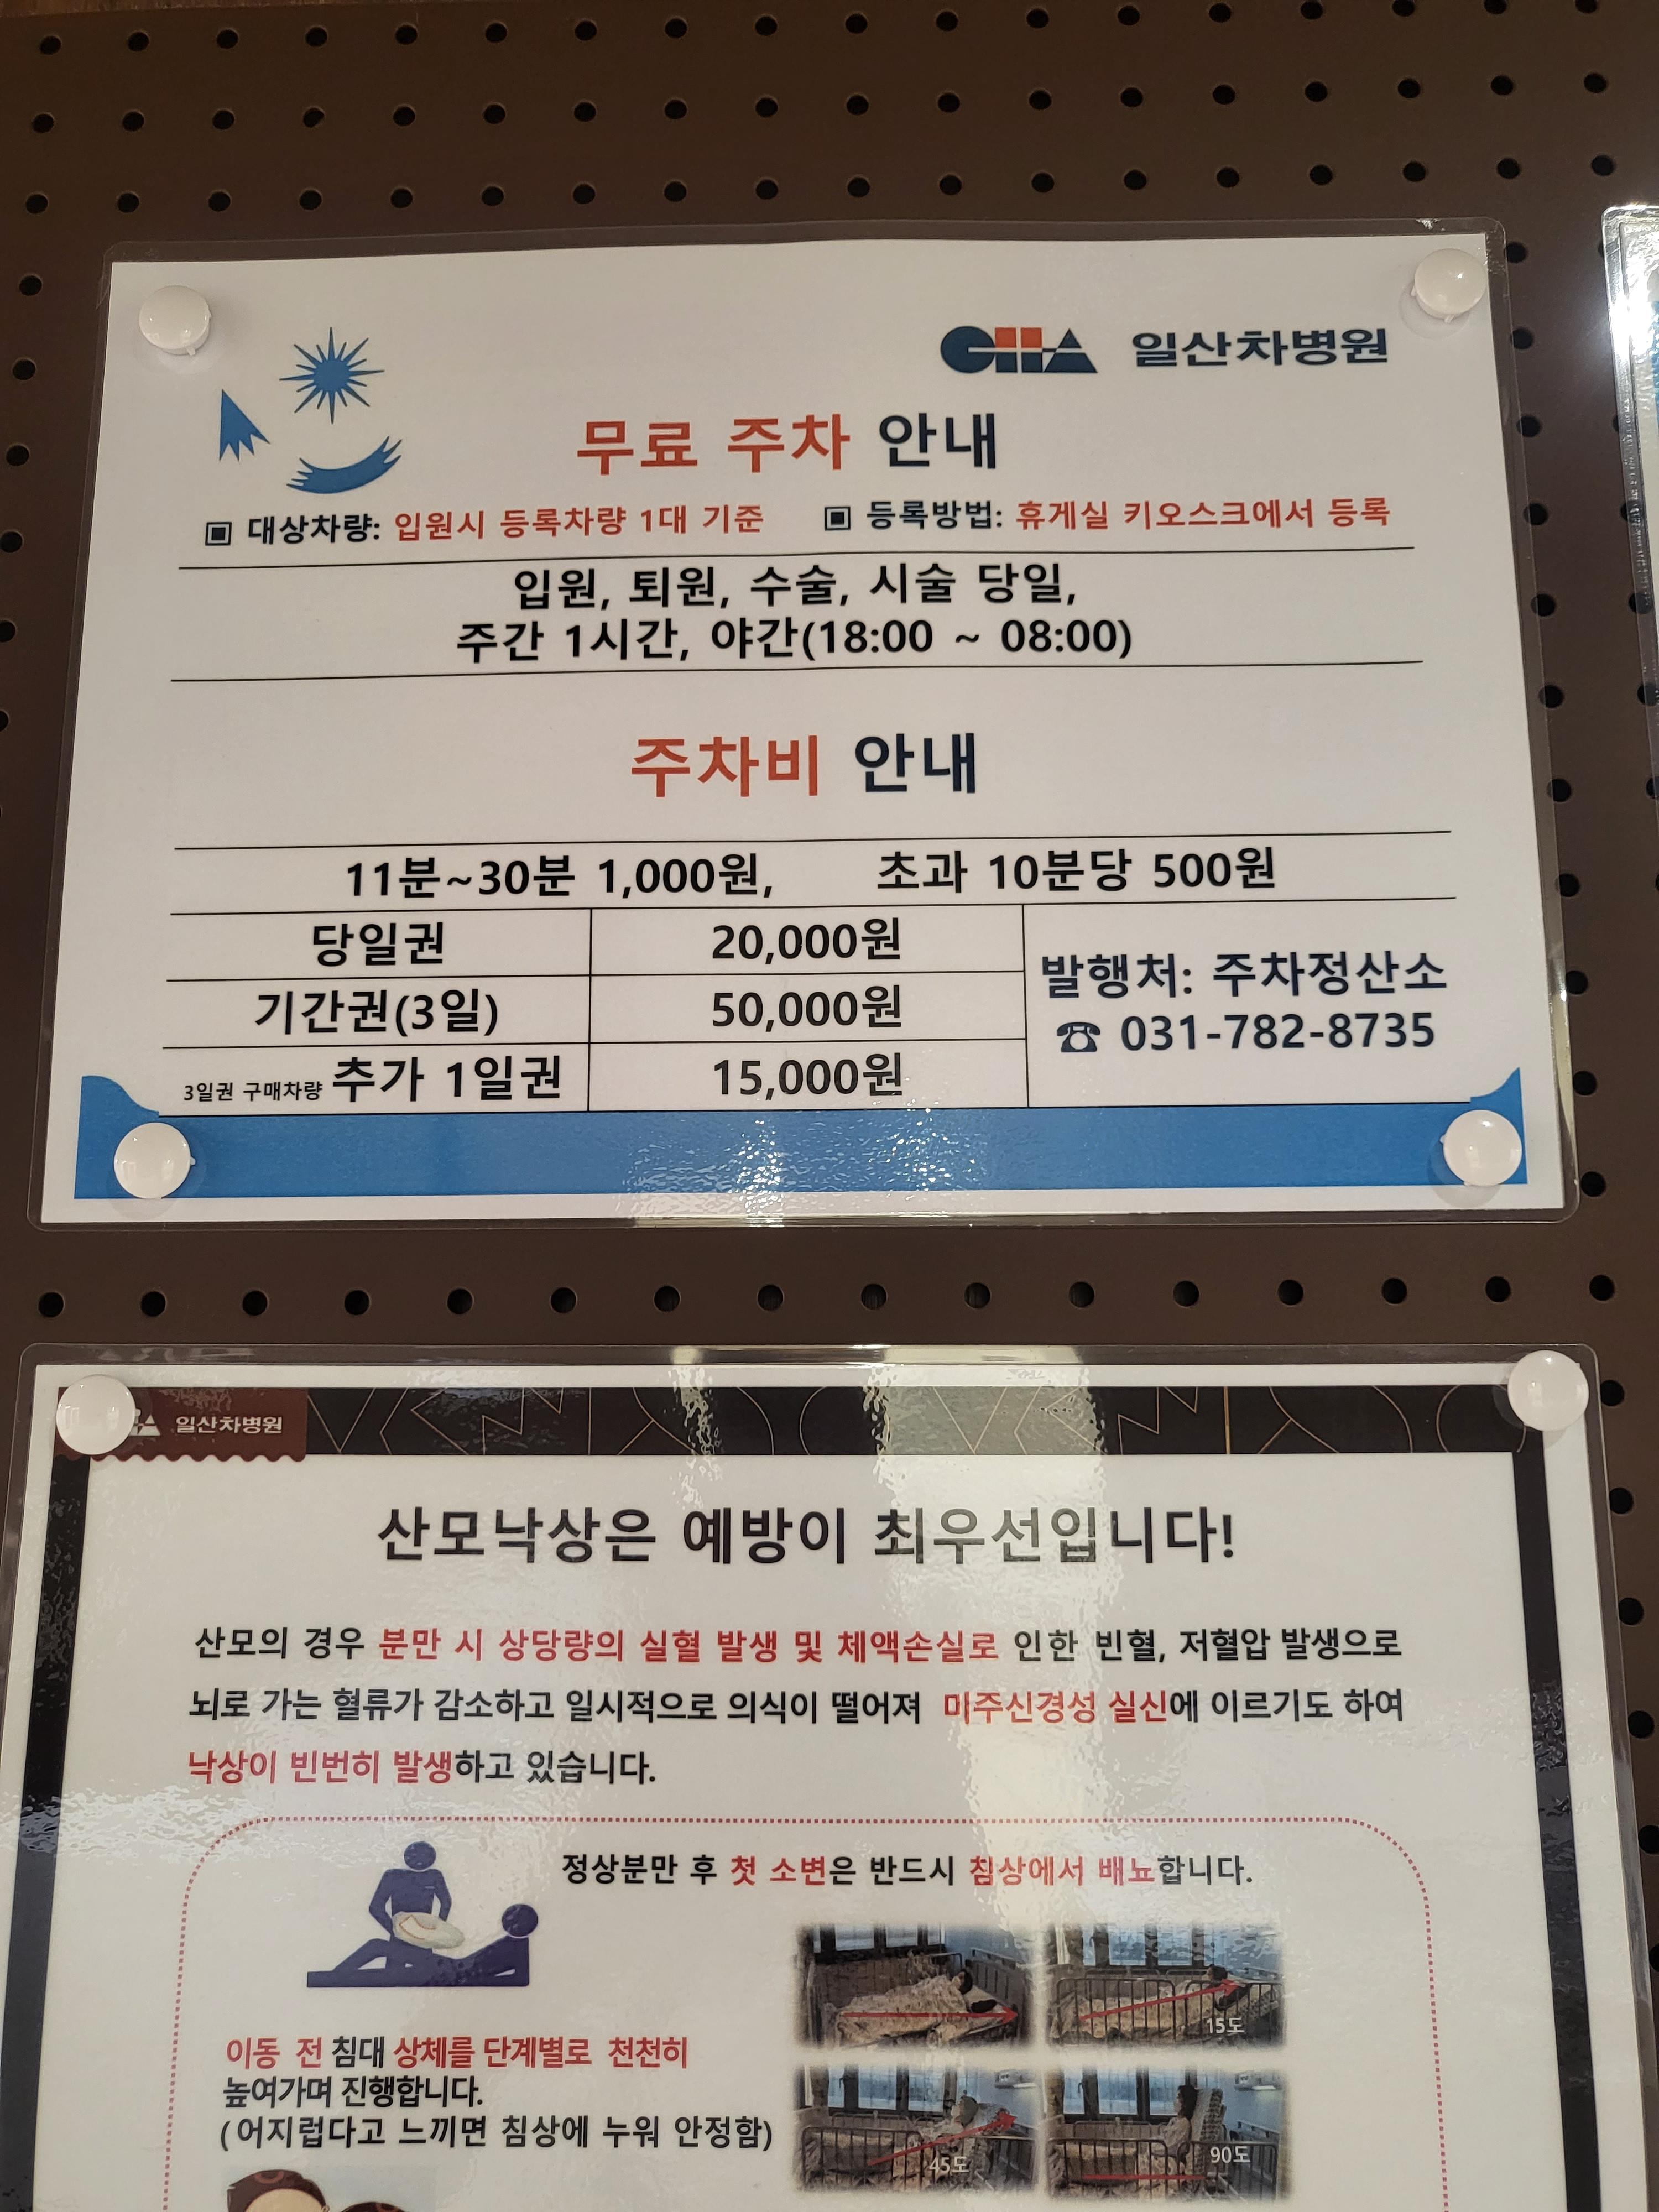 CHA 일산차병원
무료 주차 안내
▣ 대상차량: 입원시 등록차량 1대 기준 ▣ 등록방법: 휴게실 키오스크에서 등록
입원, 퇴원, 수술, 시술 당일,
주간 1시간, 야간(18:00 ~ 08:00)
주차비 안내
11분~30분 1,000원, 초과 10분당 500원
당일권 20,000원
기간권(3일) 50,000원
3일권 구매차량 추가 1일권 15,000원
발행처: 주차정산소
☎ 031-782-8735
일산차병원
산모낙상은 예방이 최우선입니다!
산모의 경우 분만 시 상당량의 실혈 발생 및 체액손실로 인한 빈혈, 저혈압 발생으로
뇌로 가는 혈류가 감소하고 일시적으로 의식이 떨어져 미주신경성 실신에 이르기도 하여
낙상이 빈번히 발생하고 있습니다.
정상분만 후 첫 소변은 반드시 침상에서 배뇨합니다.
이동 전 침대 상체를 단계별로 천천히
높여가며 진행합니다.
(어지럽다고 느끼면 침상에 누워 안정함)
15도
45도
90도